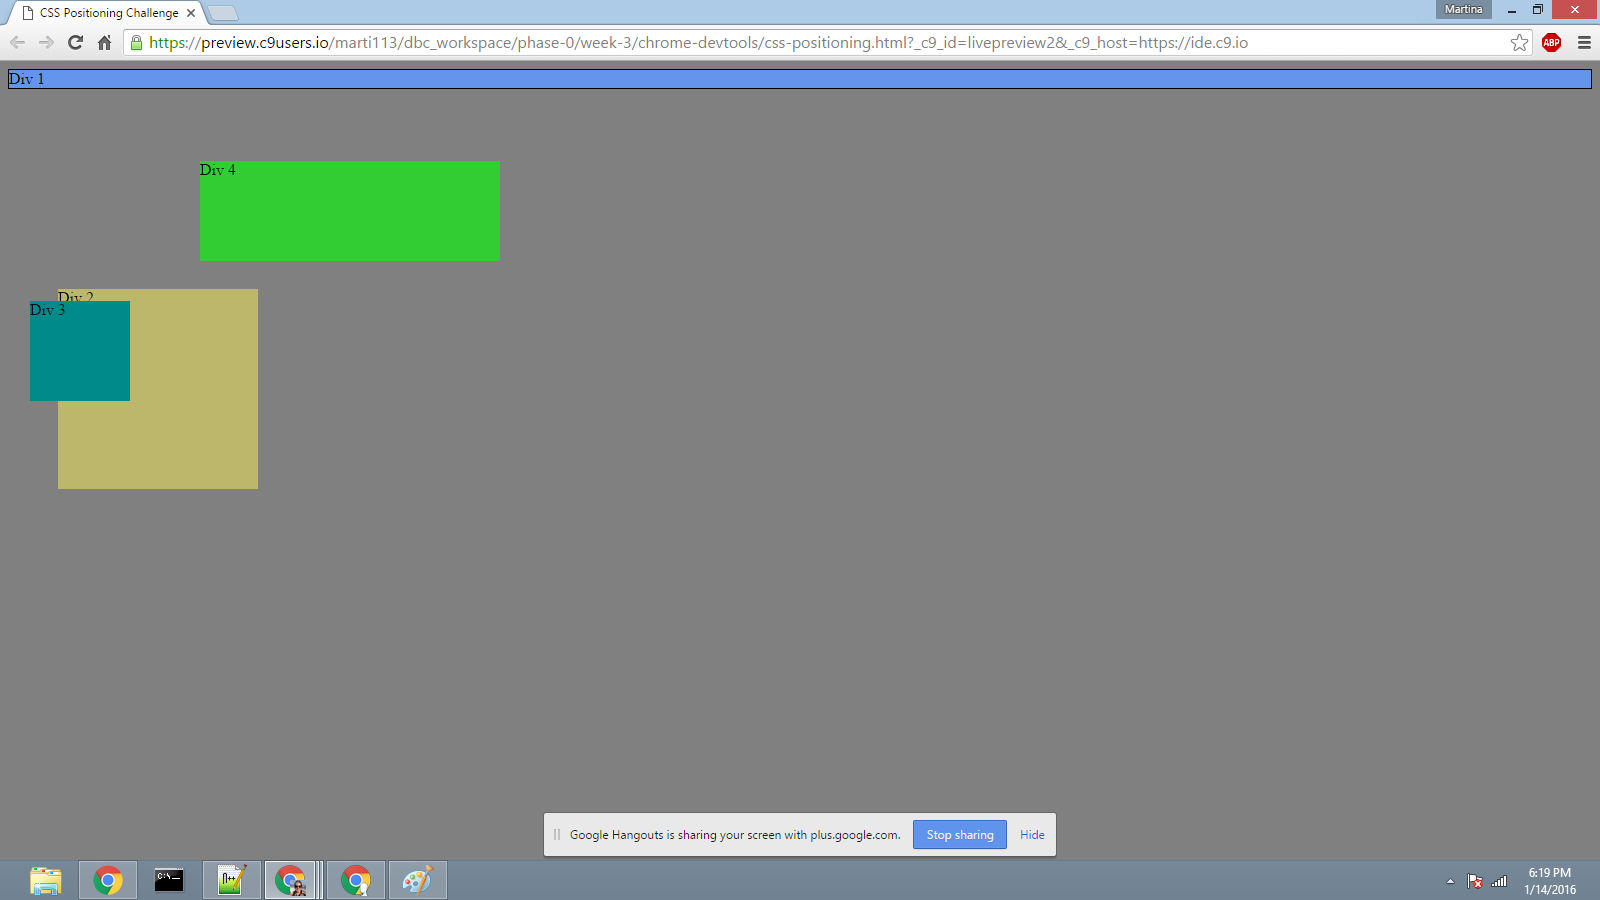 CSS Positioning Challenge
Martina
https://preview.c9users.io/marti113/dbc_workspace/phase-0/week-3/chrome-devtools/css-positioning.html?_c9_id=livepreview2&_c9_host=https://ide.c9.io
ABP
Div 1
Div 4
Div 2
Div 3
Google Hangouts is sharing your screen with plus.google.com.
Stop sharing
Hide
C:\_
6:19 PM
1/14/2016